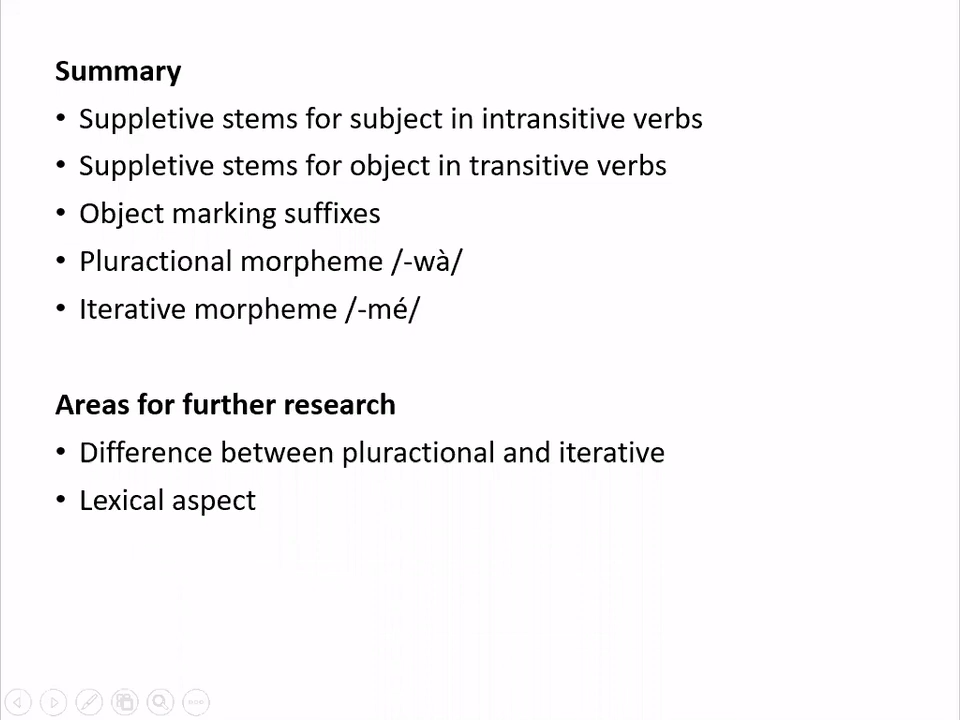 Summary
• Suppletive stems for subject in intransitive verbs
• Suppletive stems for object in transitive verbs
• Object marking suffixes
• Pluractional morpheme /-wà/
• Iterative morpheme /-mé/
Areas for further research
• Difference between pluractional and iterative
• Lexical aspect